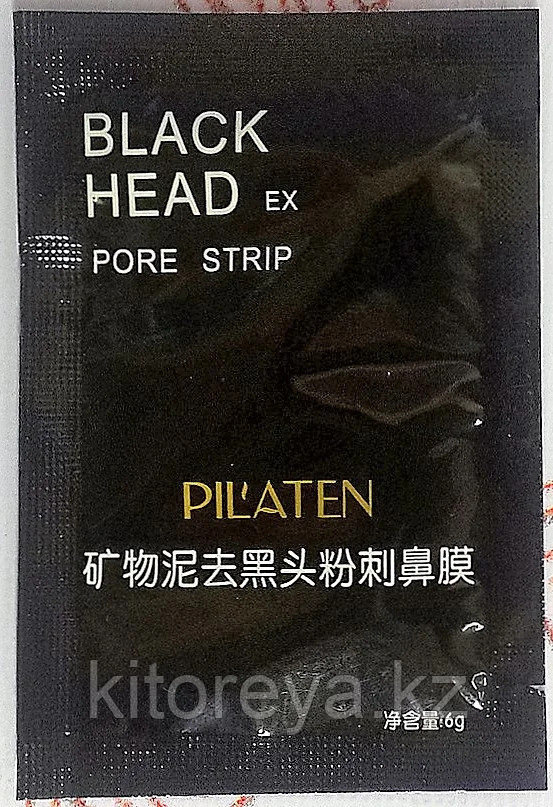 BLACK
HEAD EX
PORE STRIP
PIL'ATEN
矿物泥去黑头粉刺鼻膜
kitoreya.kz
净含量:6g